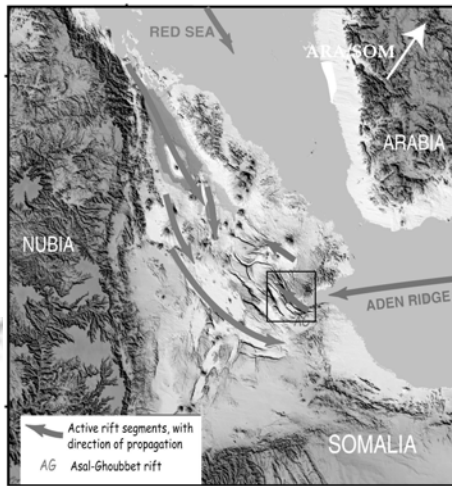 RED SEA
ARA/SOM
ARABIA
NUBIA
AG
ADEN RIDGE
SOMALIA
Active rift segments, with
direction of propagation
AG Asal-Ghoubbet rift